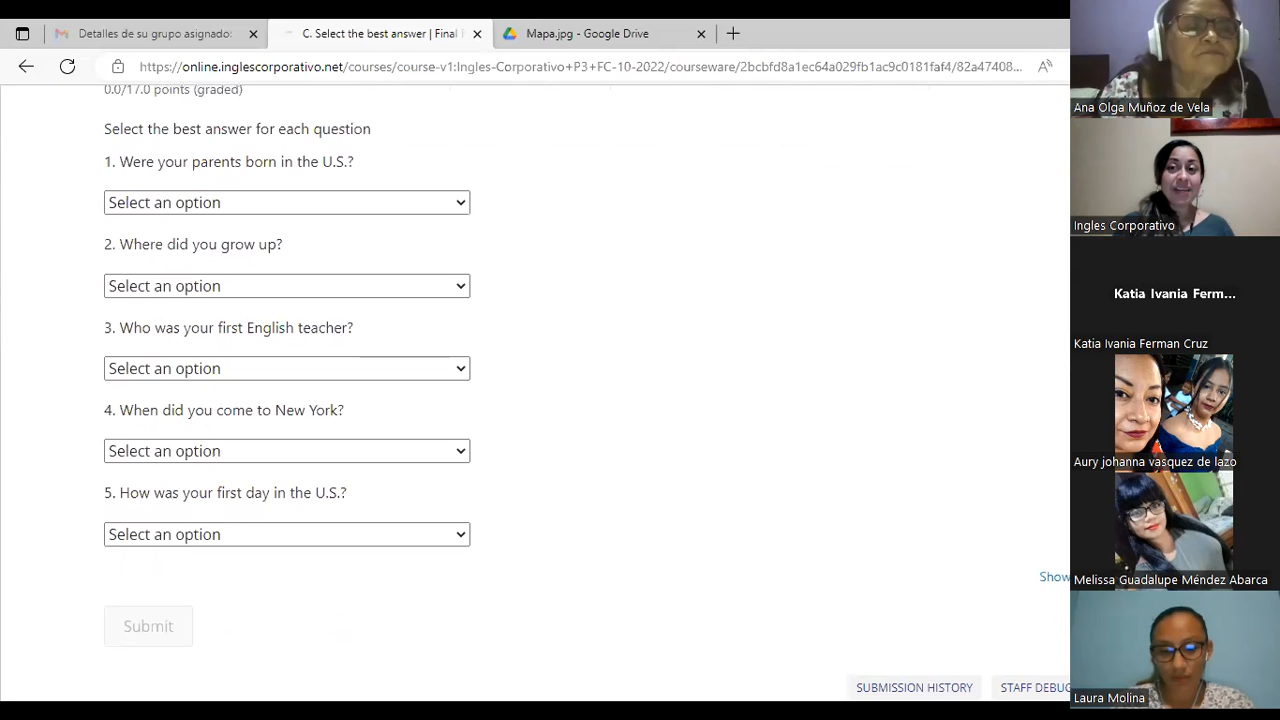 Detalles de su grupo asignado:
C. Select the best answer | Final
Mapa.jpg - Google Drive
https://online.inglescorporativo.net/courses/course-v1:Ingles-Corporativo+P3+FC-10-2022/courseware/2bcbfd8a1ec64a029fb1ac9c0181faf4/82a47408...
0.0/17.0 points (graded)
Select the best answer for each question
1. Were your parents born in the U.S.?
Select an option
2. Where did you grow up?
Select an option
3. Who was your first English teacher?
Select an option
4. When did you come to New York?
Select an option
5. How was your first day in the U.S.?
Select an option
Show
Submit
SUBMISSION HISTORY
STAFF DEBUG
Ana Olga Muñoz de Vela
Ingles Corporativo
Katia Ivania Ferm...
Katia Ivania Ferman Cruz
Aury johanna vasquez de lazo
Melissa Guadalupe Méndez Abarca
Laura Molina